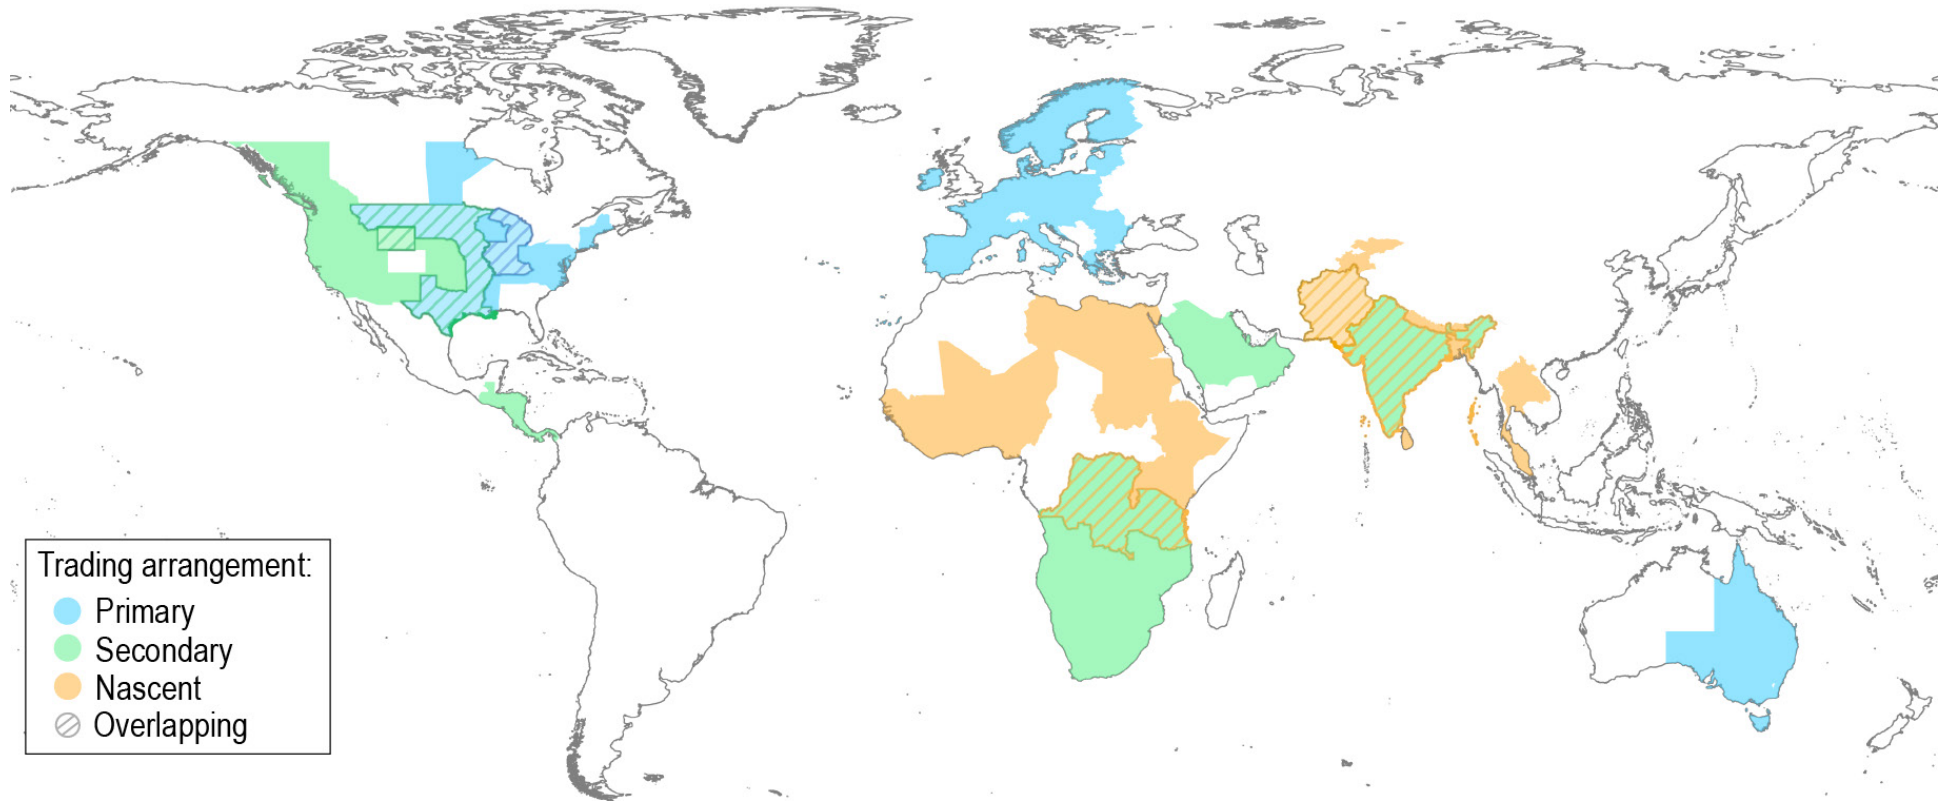 Trading arrangement:
Primary
Secondary
Nascent
Overlapping